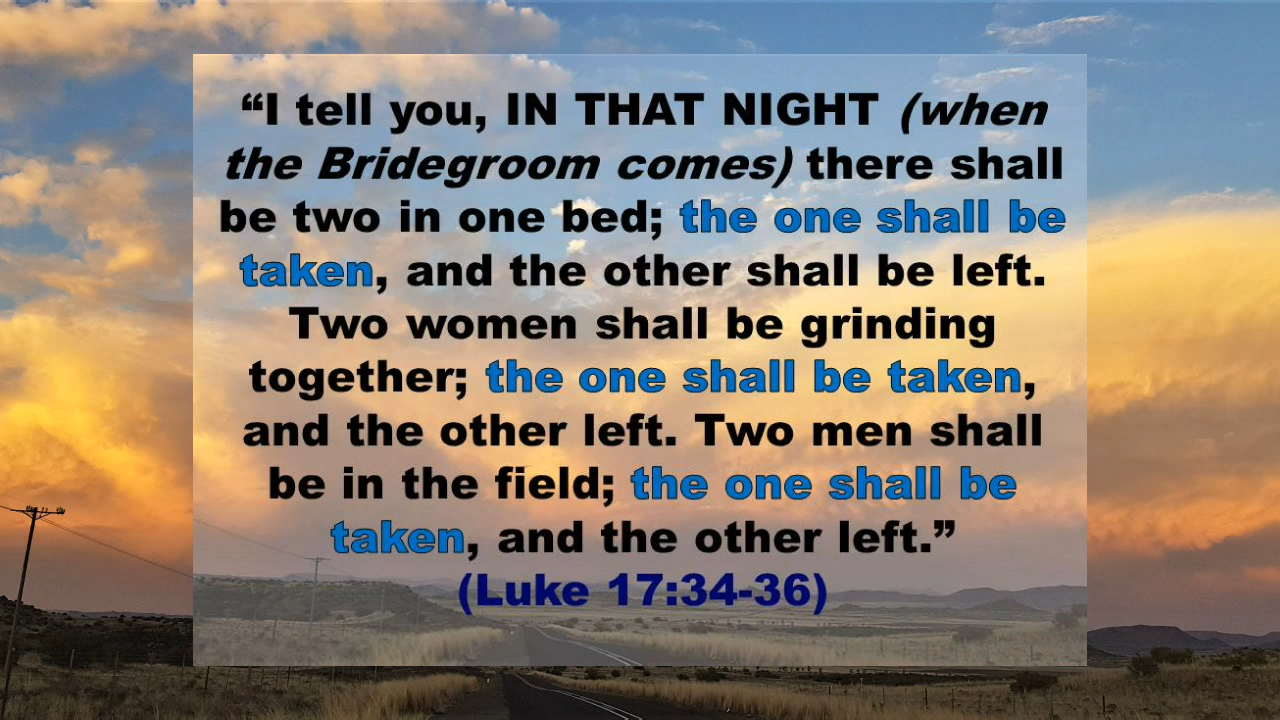 “I tell you, IN THAT NIGHT (when
the Bridegroom comes) there shall
be two in one bed; the one shall be
taken, and the other shall be left.
Two women shall be grinding
together; the one shall be taken,
and the other left. Two men shall
be in the field; the one shall be
taken, and the other left.”
(Luke 17:34-36)